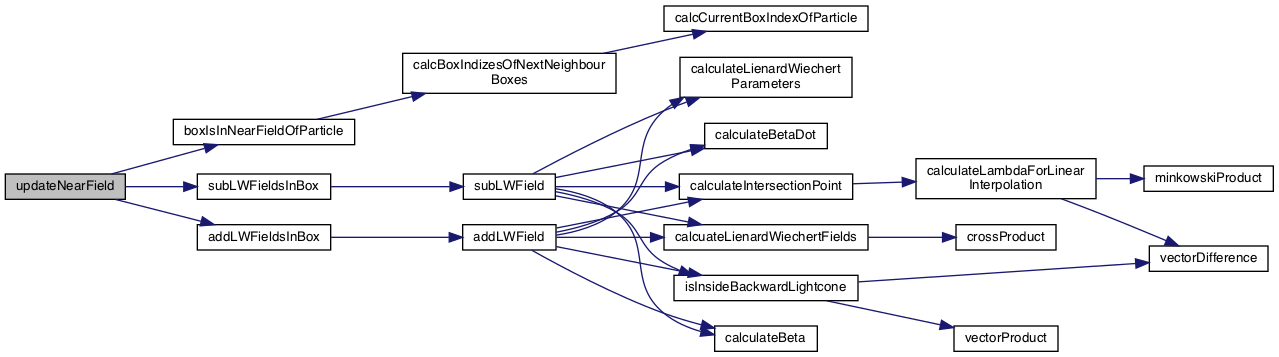 updateNearField
boxIsInNearFieldOfParticle
subLWFieldsInBox
addLWFieldsInBox
calcBoxIndizesOfNextNeighbour
Boxes
subLWField
addLWField
calcCurrentBoxIndexOfParticle
calculateLienardWiechert
Parameters
calculateBetaDot
calculateIntersectionPoint
calcuateLienardWiechertFields
isInsideBackwardLightcone
calculateBeta
calculateLambdaForLinear
Interpolation
crossProduct
vectorProduct
minkowskiProduct
vectorDifference